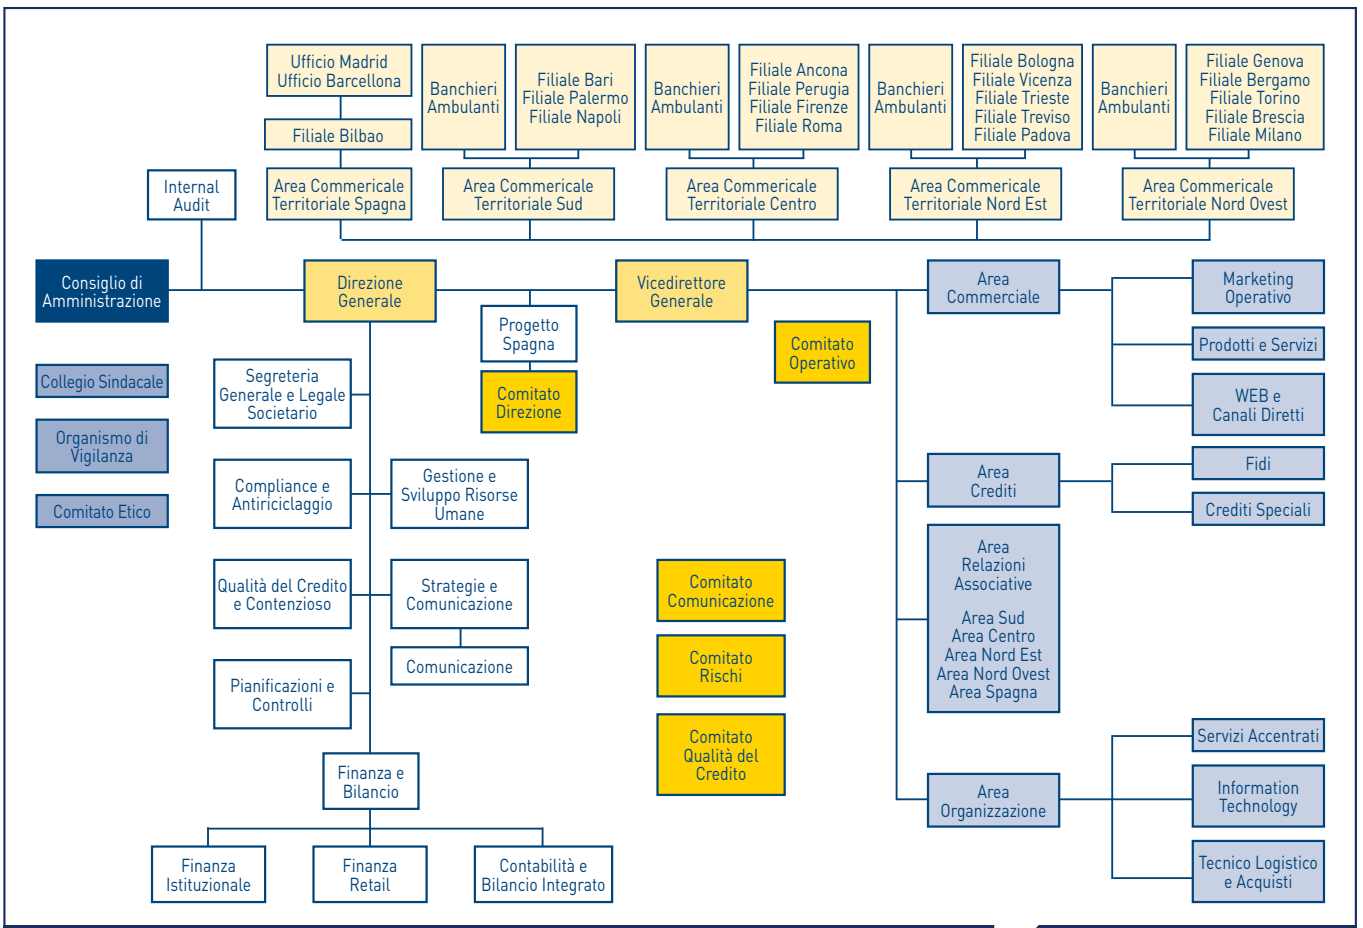 Ufficio Madrid
Ufficio Barcellona
Filiale Bilbao
Area Commericale
Territoriale Spagna
Banchieri
Ambulanti
Filiale Bari
Filiale Palermo
Filiale Napoli
Area Commericale
Territoriale Sud
Banchieri
Ambulanti
Filiale Ancona
Filiale Perugia
Filiale Firenze
Filiale Roma
Area Commericale
Territoriale Centro
Banchieri
Ambulanti
Filiale Bologna
Filiale Vicenza
Filiale Trieste
Filiale Treviso
Filiale Padova
Area Commericale
Territoriale Nord Est
Banchieri
Ambulanti
Filiale Genova
Filiale Bergamo
Filiale Torino
Filiale Brescia
Filiale Milano
Area Commericale
Territoriale Nord Ovest
Internal
Audit
Consiglio di
Amministrazione
Direzione
Generale
Vicedirettore
Generale
Progetto
Spagna
Comitato
Direzione
Comitato
Operativo
Collegio Sindacale
Organismo di
Vigilanza
Comitato Etico
Segreteria
Generale e Legale
Societario
Compliance e
Antiriciclaggio
Gestione e
Sviluppo Risorse
Umane
Qualità del Credito
e Contenzioso
Strategie e
Comunicazione
Comunicazione
Pianificazioni e
Controlli
Finanza e
Bilancio
Finanza
Istituzionale
Finanza
Retail
Contabilità e
Bilancio Integrato
Comitato
Comunicazione
Comitato
Rischi
Comitato
Qualità del
Credito
Area
Commerciale
Marketing
Operativo
Prodotti e Servizi
WEB e
Canali Diretti
Area
Crediti
Fidi
Crediti Speciali
Area
Relazioni
Associative
Area Sud
Area Centro
Area Nord Est
Area Nord Ovest
Area Spagna
Area
Organizzazione
Servizi Accentrati
Information
Technology
Tecnico Logistico
e Acquisti